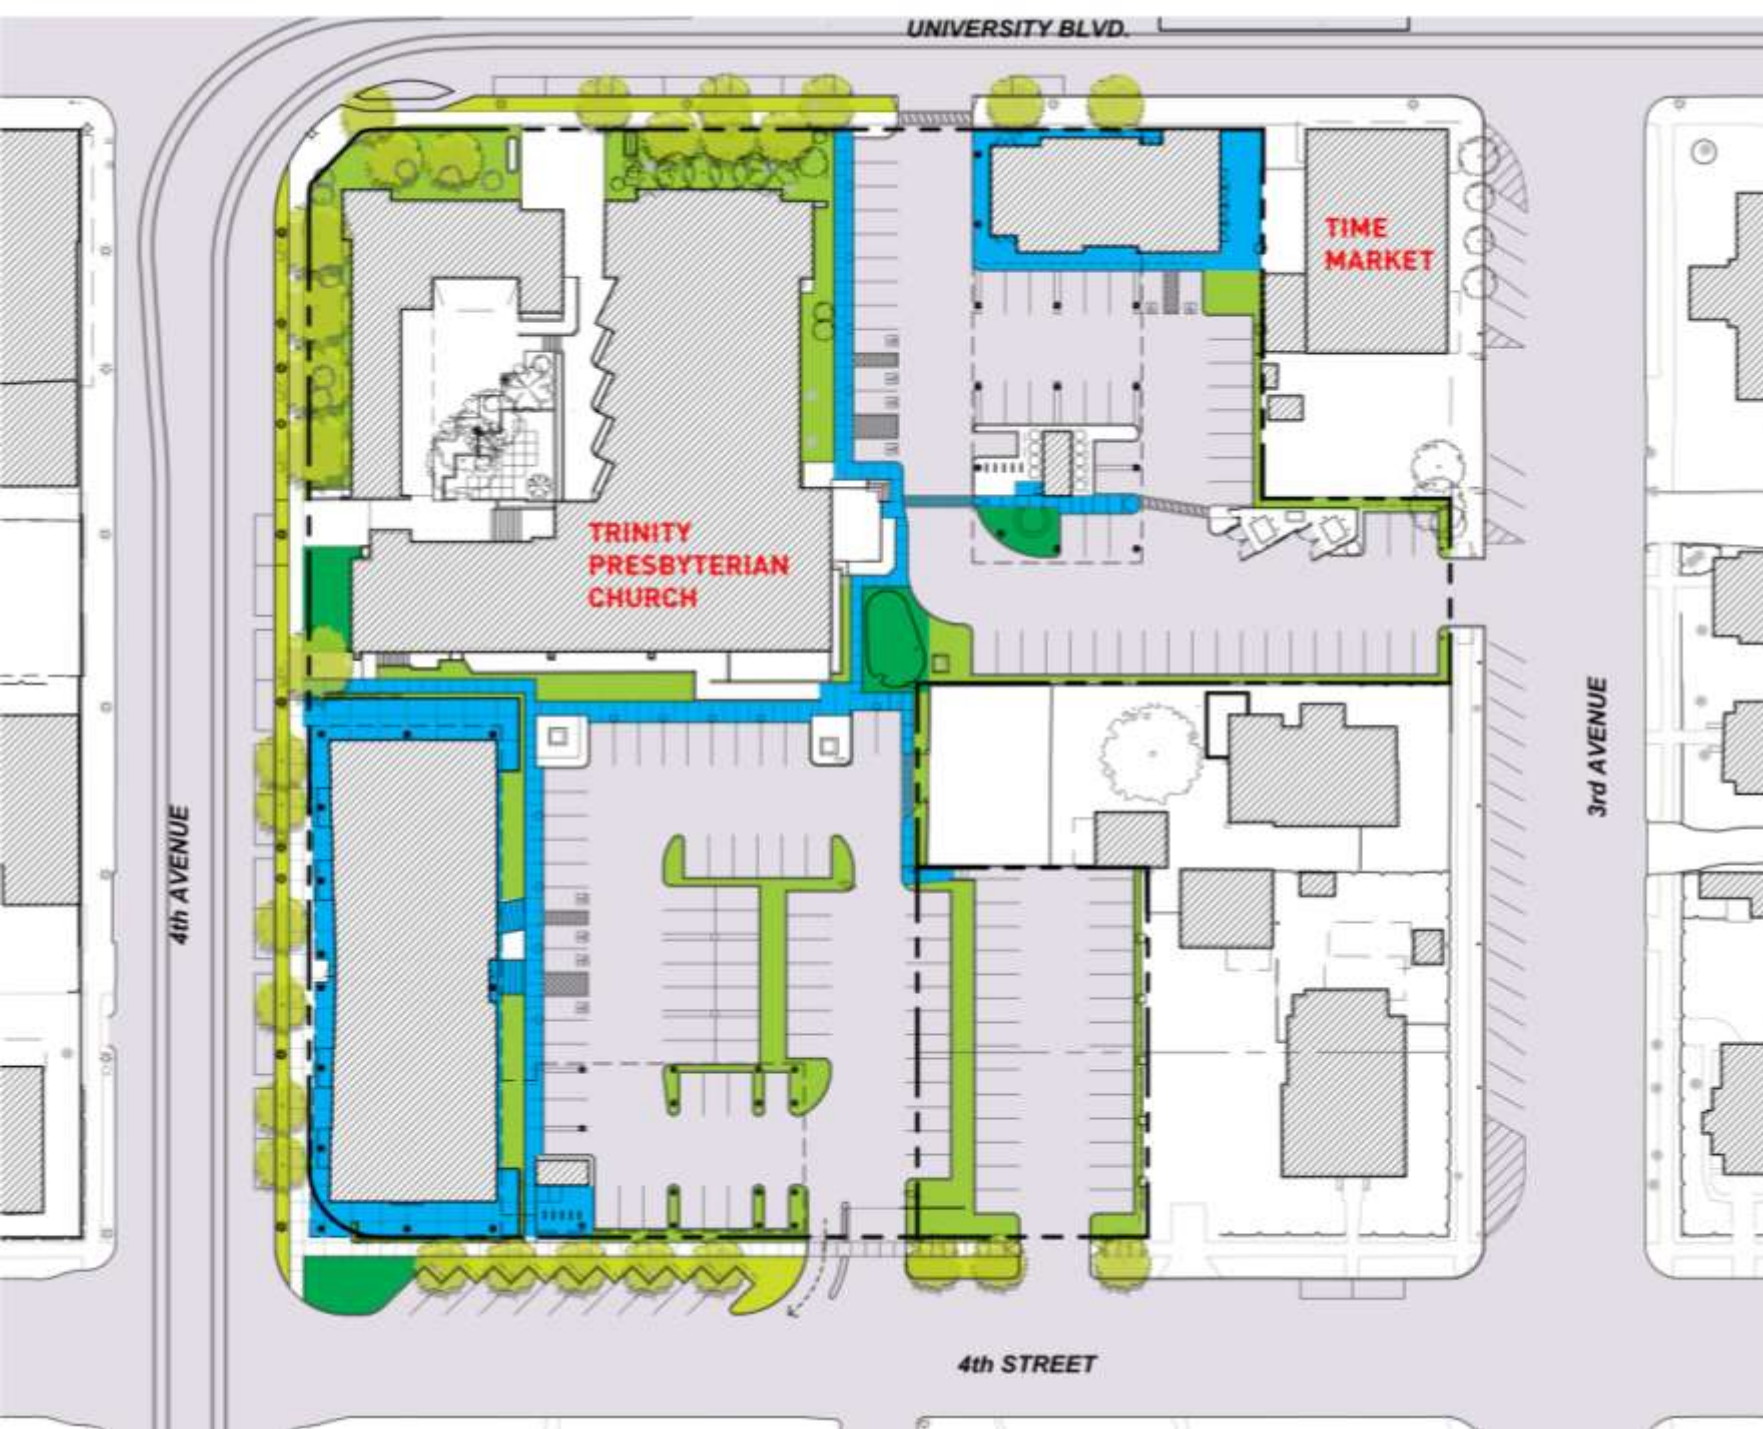 UNIVERSITY BLVD.
TIME
MARKET
TRINITY
PRESBYTERIAN
CHURCH
3rd AVENUE
4th AVENUE
4th STREET